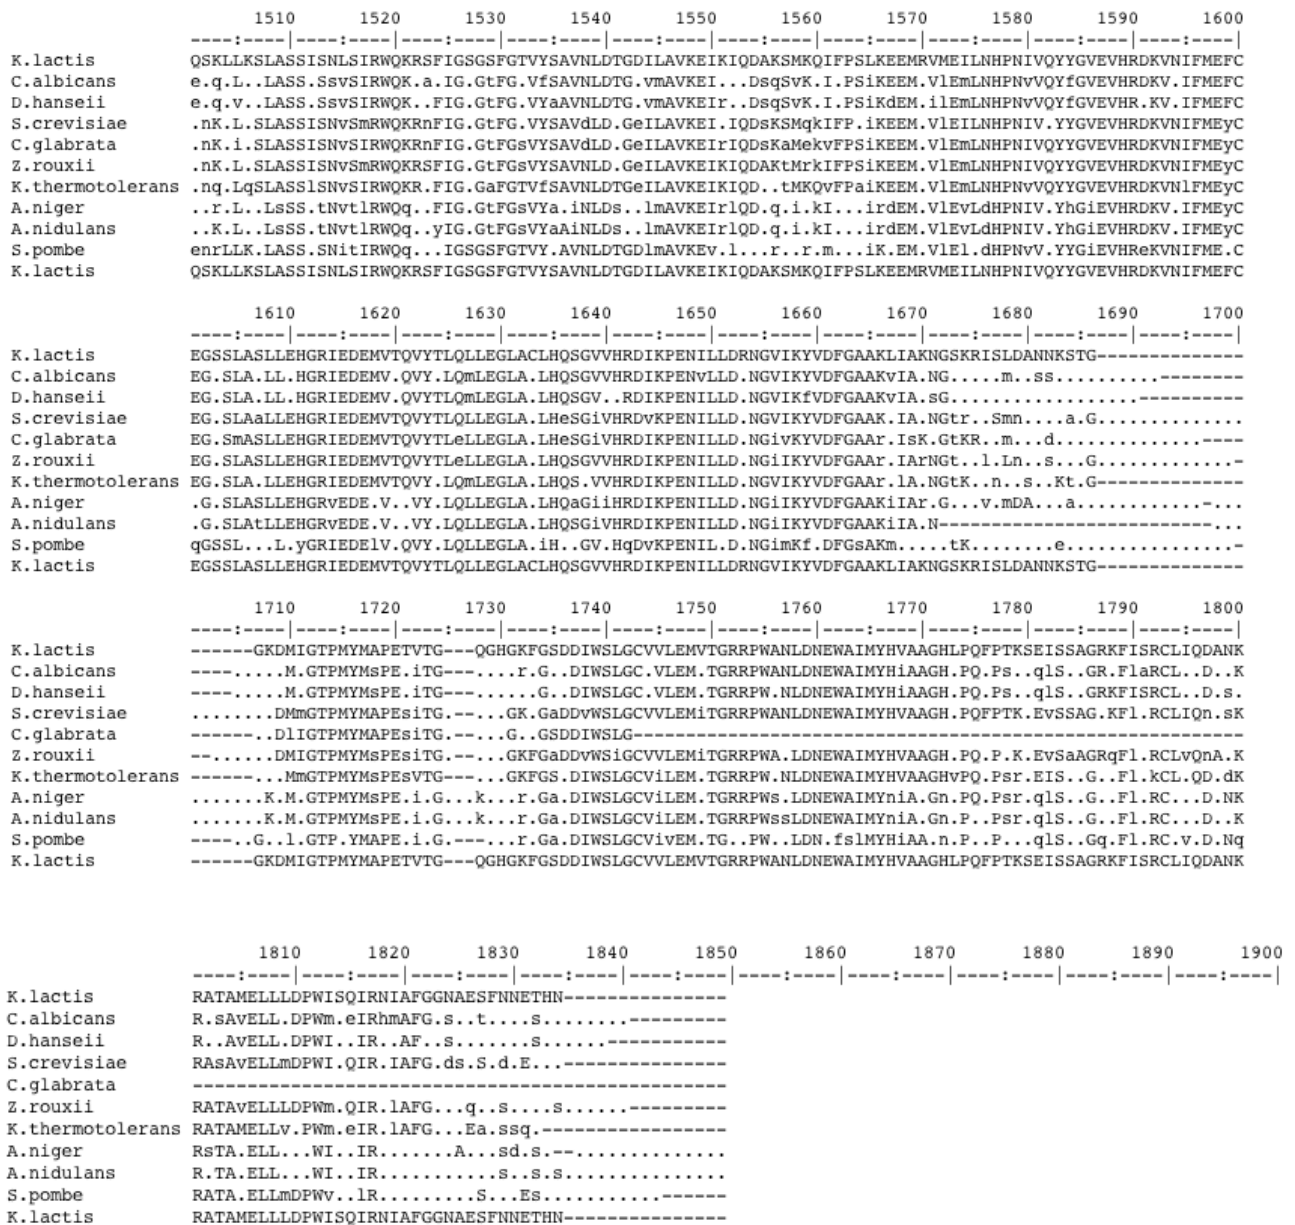 1510 1520 1530 1540 1550 1560 1570 1580 1590 1600
----:----|----:----|----:----|----:----|----:----|----:----|----:----|----:----|----:----|----:----|
K.lactis QSKLLKSLASSISNLSIRWQKRSFIGSGSFGTVYSAVNLDTGDILAVKEIKIQDAKSMKQIFPSLKEEMRVMEILNHPNIVQYYGVEVHRDKVNIFMEFC
C.albicans e.q.L..LASS.SsvSIRWQK.a.IG.GtFG.VfSAVNLDTG.vmAVKEI...DsqSvK.I.PSiKEEM.VlEmLNHPNvVQYfGVEVHRDKVNIFMEFC
D.hanseii e.q.v..LASS.SsvSIRWQK..FIG.GtFG.VYaAVNLDTG.vmAVKEIr..DsqSvK.I.PSiKdEM.ilEmLNHPNvVQYfGVEVHR.KV.IFMEFC
S.crevisiae .nK.L.SLASSISNvSmRWQKRnFIG.GtFG.VYSAVdLD.GeILAVKEI.IQDsKSMqkIFP.iKEEM.VlEILNHPNIV.YYGVEVHRDKVNIFMEyC
C.glabrata .nK.i.SLASSISNvSmRWQKRnFIG.GtFGsVYSAVdLD.GeILAVKEIrIQDsKaMekvFPSiKEEM.VlEmLNHPNIVQYYGVEVHRDKVNIFMEyC
Z.rouxii .nK.L.SLASSISNvSmRWQKRSFIG.GtFGsVYSAVNLD.GeILAVKEIKIQDAKtMrkIFPSiKEEM.VlEmLNHPNIVQYYGVEVHRDKVNIFMEyC
K.thermotolerans .nq.LqSLASSlSNvSIRWQKR.FIG.GaFGTVfSAVNLDTGeILAVKEIKIQD..tMKQvFPaiKEEM.VlEmLNHPNvVQYYGVEVHRDKVNlFMEyC
A.niger ..r.L..LsSS.tNvtlRWQq..FIG.GtFGsVYa.iNLDs..lmAVKEIrlQD.q.i.kI...irdEM.VlEvLdHPNIV.YhGiEVHRDKVNIFMEyC
A.nidulans ..K.L..LsSS.tNvtlRWQq..yIG.GtFGsVYaAiNLDs..lmAVKEIrlQD.q.i.kI...irdEM.VlEvLdHPNIV.YhGiEVHRDKVNIFMEyC
S.pombe enrLLK.LASS.SNitIRWQq...IGSGSFGTVY.AVNLDTGDlmAVKEv.l...r..r.m...iK.EM.VlEl.dHPNvV.YYGiEVHReKVNIFME.C
K.lactis QSKLLKSLASSISNLSIRWQKRSFIGSGSFGTVYSAVNLDTGDILAVKEIKIQDAKSMKQIFPSLKEEMRVMEILNHPNIVQYYGVEVHRDKVNIFMEFC
1610 1620 1630 1640 1650 1660 1670 1680 1690 1700
----:----|----:----|----:----|----:----|----:----|----:----|----:----|----:----|----:----|----:----|
K.lactis EGSSLASLLEHGRIEDEMVTQVYTLQLLEGLACLHQSGVVHRDIKPENILLDRNGVIKYVDFGAAKLIAKNGSKRISLDANNKSTG--------------
C.albicans EG.SLA.LL.HGRIEDEMV.QVY.LQmLEGLA.LHQSGVVHRDIKPENvLLD.NGVIKYVDFGAAKvIA.NG.....m..ss..........--------
D.hanseii EG.SLA.LL.HGRIEDEMV.QVY.LQmLEGLA.LHQSGV..RDIKPENILLD.NGVIKfVDFGAAKvIA.sG..................----------
S.crevisiae EG.SLAaLLEHGRIEDEMVTQVYTLQLLEGLA.LHeSGiVHRDvKPENILLD.NGVIKYVDFGAAK.IA.NGtr..Smn....a.G..............
C.glabrata EG.SmASLLEHGRIEDEMVTQVYTLeLLEGLA.LHeSGiVHRDIKPENILLD.NGivKYVDFGAAr.IsK.GtKR..m...d..............----
Z.rouxii EG.SLASLLEHGRIEDEMVTQVYTLeLLEGLA.LHQSGVVHRDIKPENILLD.NGiIKYVDFGAAr.IArNGt..l.Ln..s...G.............-
K.thermotolerans EG.SLA.LLEHGRIEDEMVTQVY.LQmLEGLA.LHQS.VVHRDIKPENILLD.NGVIKYVDFGAAr.lA.NGtK..n..s..Kt.G--------------
A.niger .G.SLASLLEHGRvEDE.V..VY.LQLLEGLA.LHQaGiiHRDIKPENILLD.NGiIKYVDFGAAKiIAr.G...v.mDA...a............-...
A.nidulans .G.SLAtLLEHGRvEDE.V..VY.LQLLEGLA.LHQSGiVHRDIKPENILLD.NGiIKYVDFGAAKiIA.N--------------------------...
S.pombe qGSSL...L.yGRIEDElV.QVY.LQLLEGLA.iH..GV.HqDvKPENIL.D.NGimKf.DFGsAKm.....tK........e................-
K.lactis EGSSLASLLEHGRIEDEMVTQVYTLQLLEGLACLHQSGVVHRDIKPENILLDRNGVIKYVDFGAAKLIAKNGSKRISLDANNKSTG--------------
1710 1720 1730 1740 1750 1760 1770 1780 1790 1800
----:----|----:----|----:----|----:----|----:----|----:----|----:----|----:----|----:----|----:----|
K.lactis ------GKDMIGTPMYMAPETVTG---QGHGKFGSDDIWSLGCVVLEMVTGRRPWANLDNEWAIMYHVAAGHLPQFPTKSEISSAGRKFISRCLIQDANK
C.albicans ----.....M.GTPMYMsPE.iTG---....r.G..DIWSLGC.VLEM.TGRRPWANLDNEWAIMYHiAAGH.PQ.Ps..qlS..GR.FlaRCL..D..K
D.hanseii ----.....M.GTPMYMsPE.iTG---......G..DIWSLGC.VLEM.TGRRPW.NLDNEWAIMYHiAAGH.PQ.Ps..qlS..GRKFISRCL..D.s.
S.crevisiae ........DMmGTPMYMAPEsiTG.--...GK.GaDDvWSLGCVVLEMiTGRRPWANLDNEWAIMYHVAAGH.PQFPTK.EvSSAG.KFl.RCLIQn.sK
C.glabrata ------..DlIGTPMYMAPEsiTG.---...G..GSDDIWSLG----------------------------------------------------------
Z.rouxii --......DMIGTPMYMsPEsiTG.---...GKFGaDDvWSiGCVVLEMiTGRRPWA.LDNEWAIMYHVAAGH.PQ.P.K.EvSaAGRqFl.RCLvQnA.K
K.thermotolerans ------...MmGTPMYMsPEsVTG---...GKFGS.DIWSLGCViLEM.TGRRPW.NLDNEWAIMYHVAAGHvPQ.Psr.EIS..G..Fl.kCL.QD.dK
A.niger .......K.M.GTPMYMsPE.i.G...k...r.Ga.DIWSLGCViLEM.TGRRPWs.LDNEWAIMYniA.Gn.PQ.Psr.qlS..G..Fl.RC...D.NK
A.nidulans .......K.M.GTPMYMsPE.i.G...k...r.Ga.DIWSLGCViLEM.TGRRPWssLDNEWAIMYniA.Gn.P..Psr.qlS..G..Fl.RC...D..K
S.pombe ----..G..l.GTP.YMAPE.i.G---....r.Ga.DIWSLGCVivEM.TG..PW..LDN.fslMYHiAA.n.P..P...qlS..Gq.Fl.RC.v.D.Nq
K.lactis ------GKDMIGTPMYMAPETVTG---QGHGKFGSDDIWSLGCVVLEMVTGRRPWANLDNEWAIMYHVAAGHLPQFPTKSEISSAGRKFISRCLIQDANK
1810 1820 1830 1840 1850 1860 1870 1880 1890 1900
----:----|----:----|----:----|----:----|----:----|----:----|----:----|----:----|----:----|----:----|
K.lactis RATAMELLLDPWISQIRNIAFGGNAESFNNETHN---------------
C.albicans R.sAvELL.DPWm.eIRhmAFG.s..t....s........---------
D.hanseii R..AvELL.DPWI..IR..AF..s.......s......-----------
S.crevisiae RAsAvELLmDPWI.QIR.IAFG.ds.S.d.E...---------------
C.glabrata -------------------------------------------------
Z.rouxii RATAvELLLDPWm.QIR.lAFG...q..s....s......---------
K.thermotolerans RATAMELLv.PWm.eIR.lAFG...Ea.ssq.-----------------
A.niger RsTA.ELL...WI..IR.......A...sd.s.--..............
A.nidulans R.TA.ELL...WI..IR...........s..s.s...............
S.pombe RATA.ELLmDPWv..lR.........S...Es...........------
K.lactis RATAMELLLDPWISQIRNIAFGGNAESFNNETHN---------------